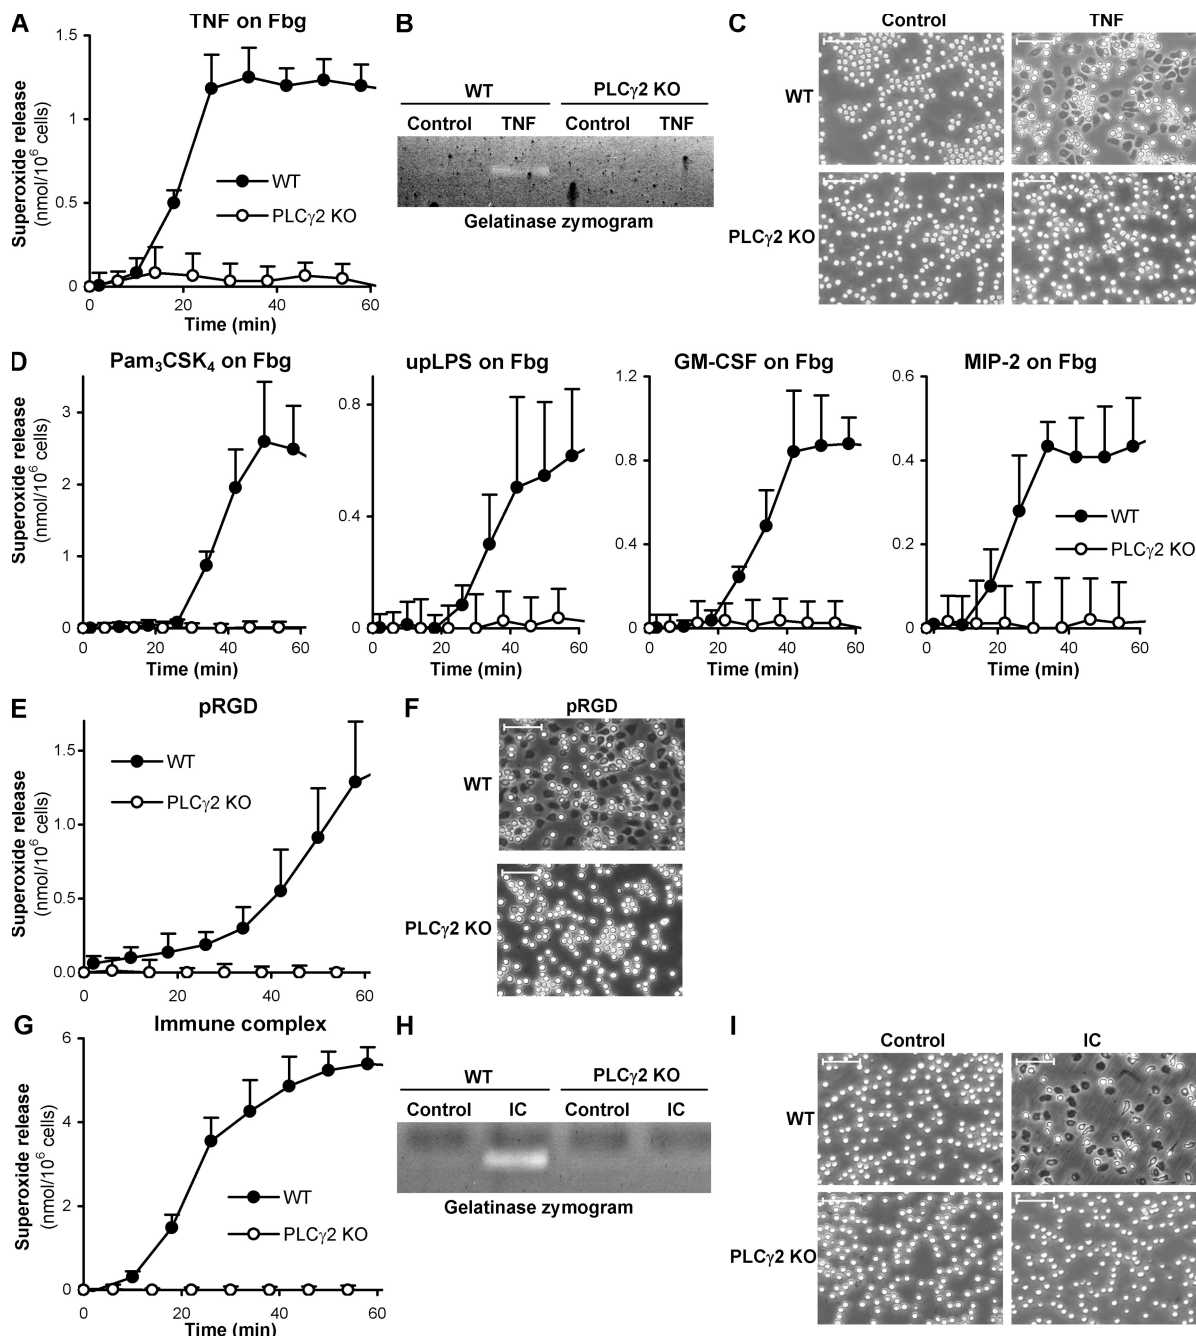 A
TNF on Fbg
Superoxide release
(nmol/10⁶ cells)
1.5
1
0.5
0
WT
PLCγ2 KO
0 20 40 60
Time (min)
B
WT PLCγ2 KO
Control TNF Control TNF
Gelatinase zymogram
C
Control TNF
WT
PLCγ2 KO
D
Pam₃CSK₄ on Fbg
Superoxide release
(nmol/10⁶ cells)
3
2
1
0
0 20 40 60
Time (min)
upLPS on Fbg
0.8
0.4
0
0 20 40 60
Time (min)
GM-CSF on Fbg
1.2
0.8
0.4
0
0 20 40 60
Time (min)
MIP-2 on Fbg
0.6
0.4
0.2
0
WT
PLCγ2 KO
0 20 40 60
Time (min)
E
pRGD
Superoxide release
(nmol/10⁶ cells)
1.5
1.0
0.5
0.0
WT
PLCγ2 KO
0 20 40 60
F
pRGD
WT
PLCγ2 KO
G
Immune complex
Superoxide release
(nmol/10⁶ cells)
6
4
2
0
WT
PLCγ2 KO
0 20 40 60
Time (min)
H
WT PLCγ2 KO
Control IC Control IC
Gelatinase zymogram
I
Control IC
WT
PLCγ2 KO